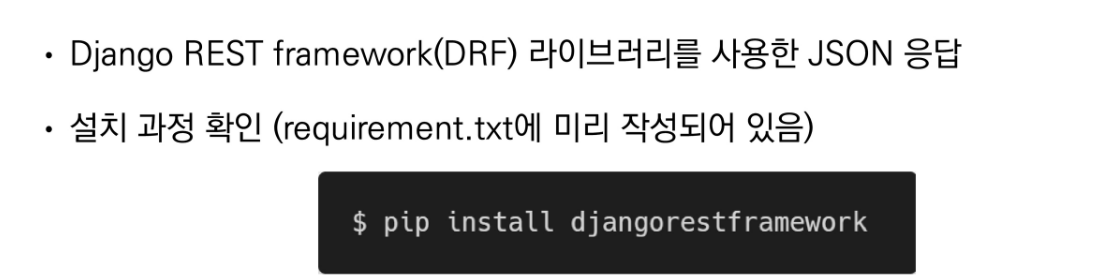 • Django REST framework(DRF) 라이브러리를 사용한 JSON 응답
• 설치 과정 확인 (requirement.txt에 미리 작성되어 있음)
$ pip install djangorestframework